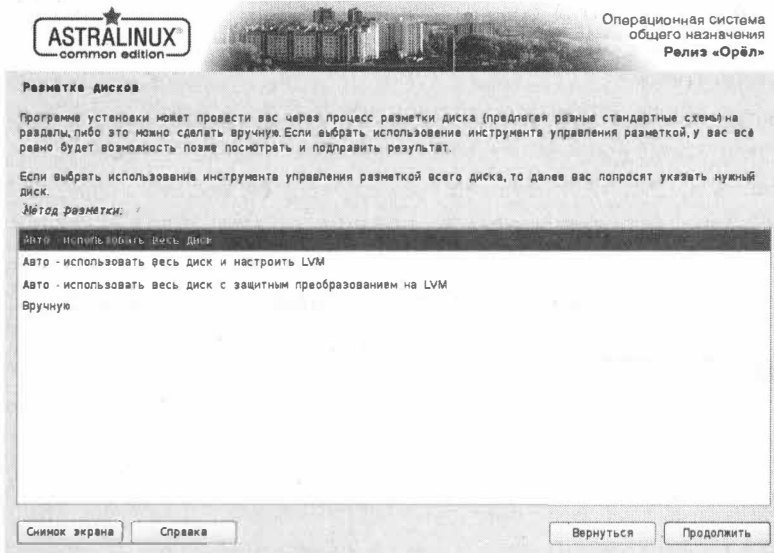 ASTRALINUX
common edition
Операционная система
общего назначения
Релиз «Орёл»
Разметка дисков
Программа установки может провести вас через процесс разметки диска (предлагая разные стандартные схемы) на
разделы, либо это можно сделать вручную. Если выбрать использование инструмента управления разметкой, у вас всё
равно будет возможность позже посмотреть и подправить результат.
Если выбрать использование инструмента управления разметкой всего диска, то далее вас попросят указать нужный
диск.
Метод разметки:
Авто - использовать весь диск
Авто - использовать весь диск и настроить LVM
Авто - использовать весь диск с защитным преобразованием на LVM
Вручную
Снимок экрана
Справка
Вернуться
Продолжить